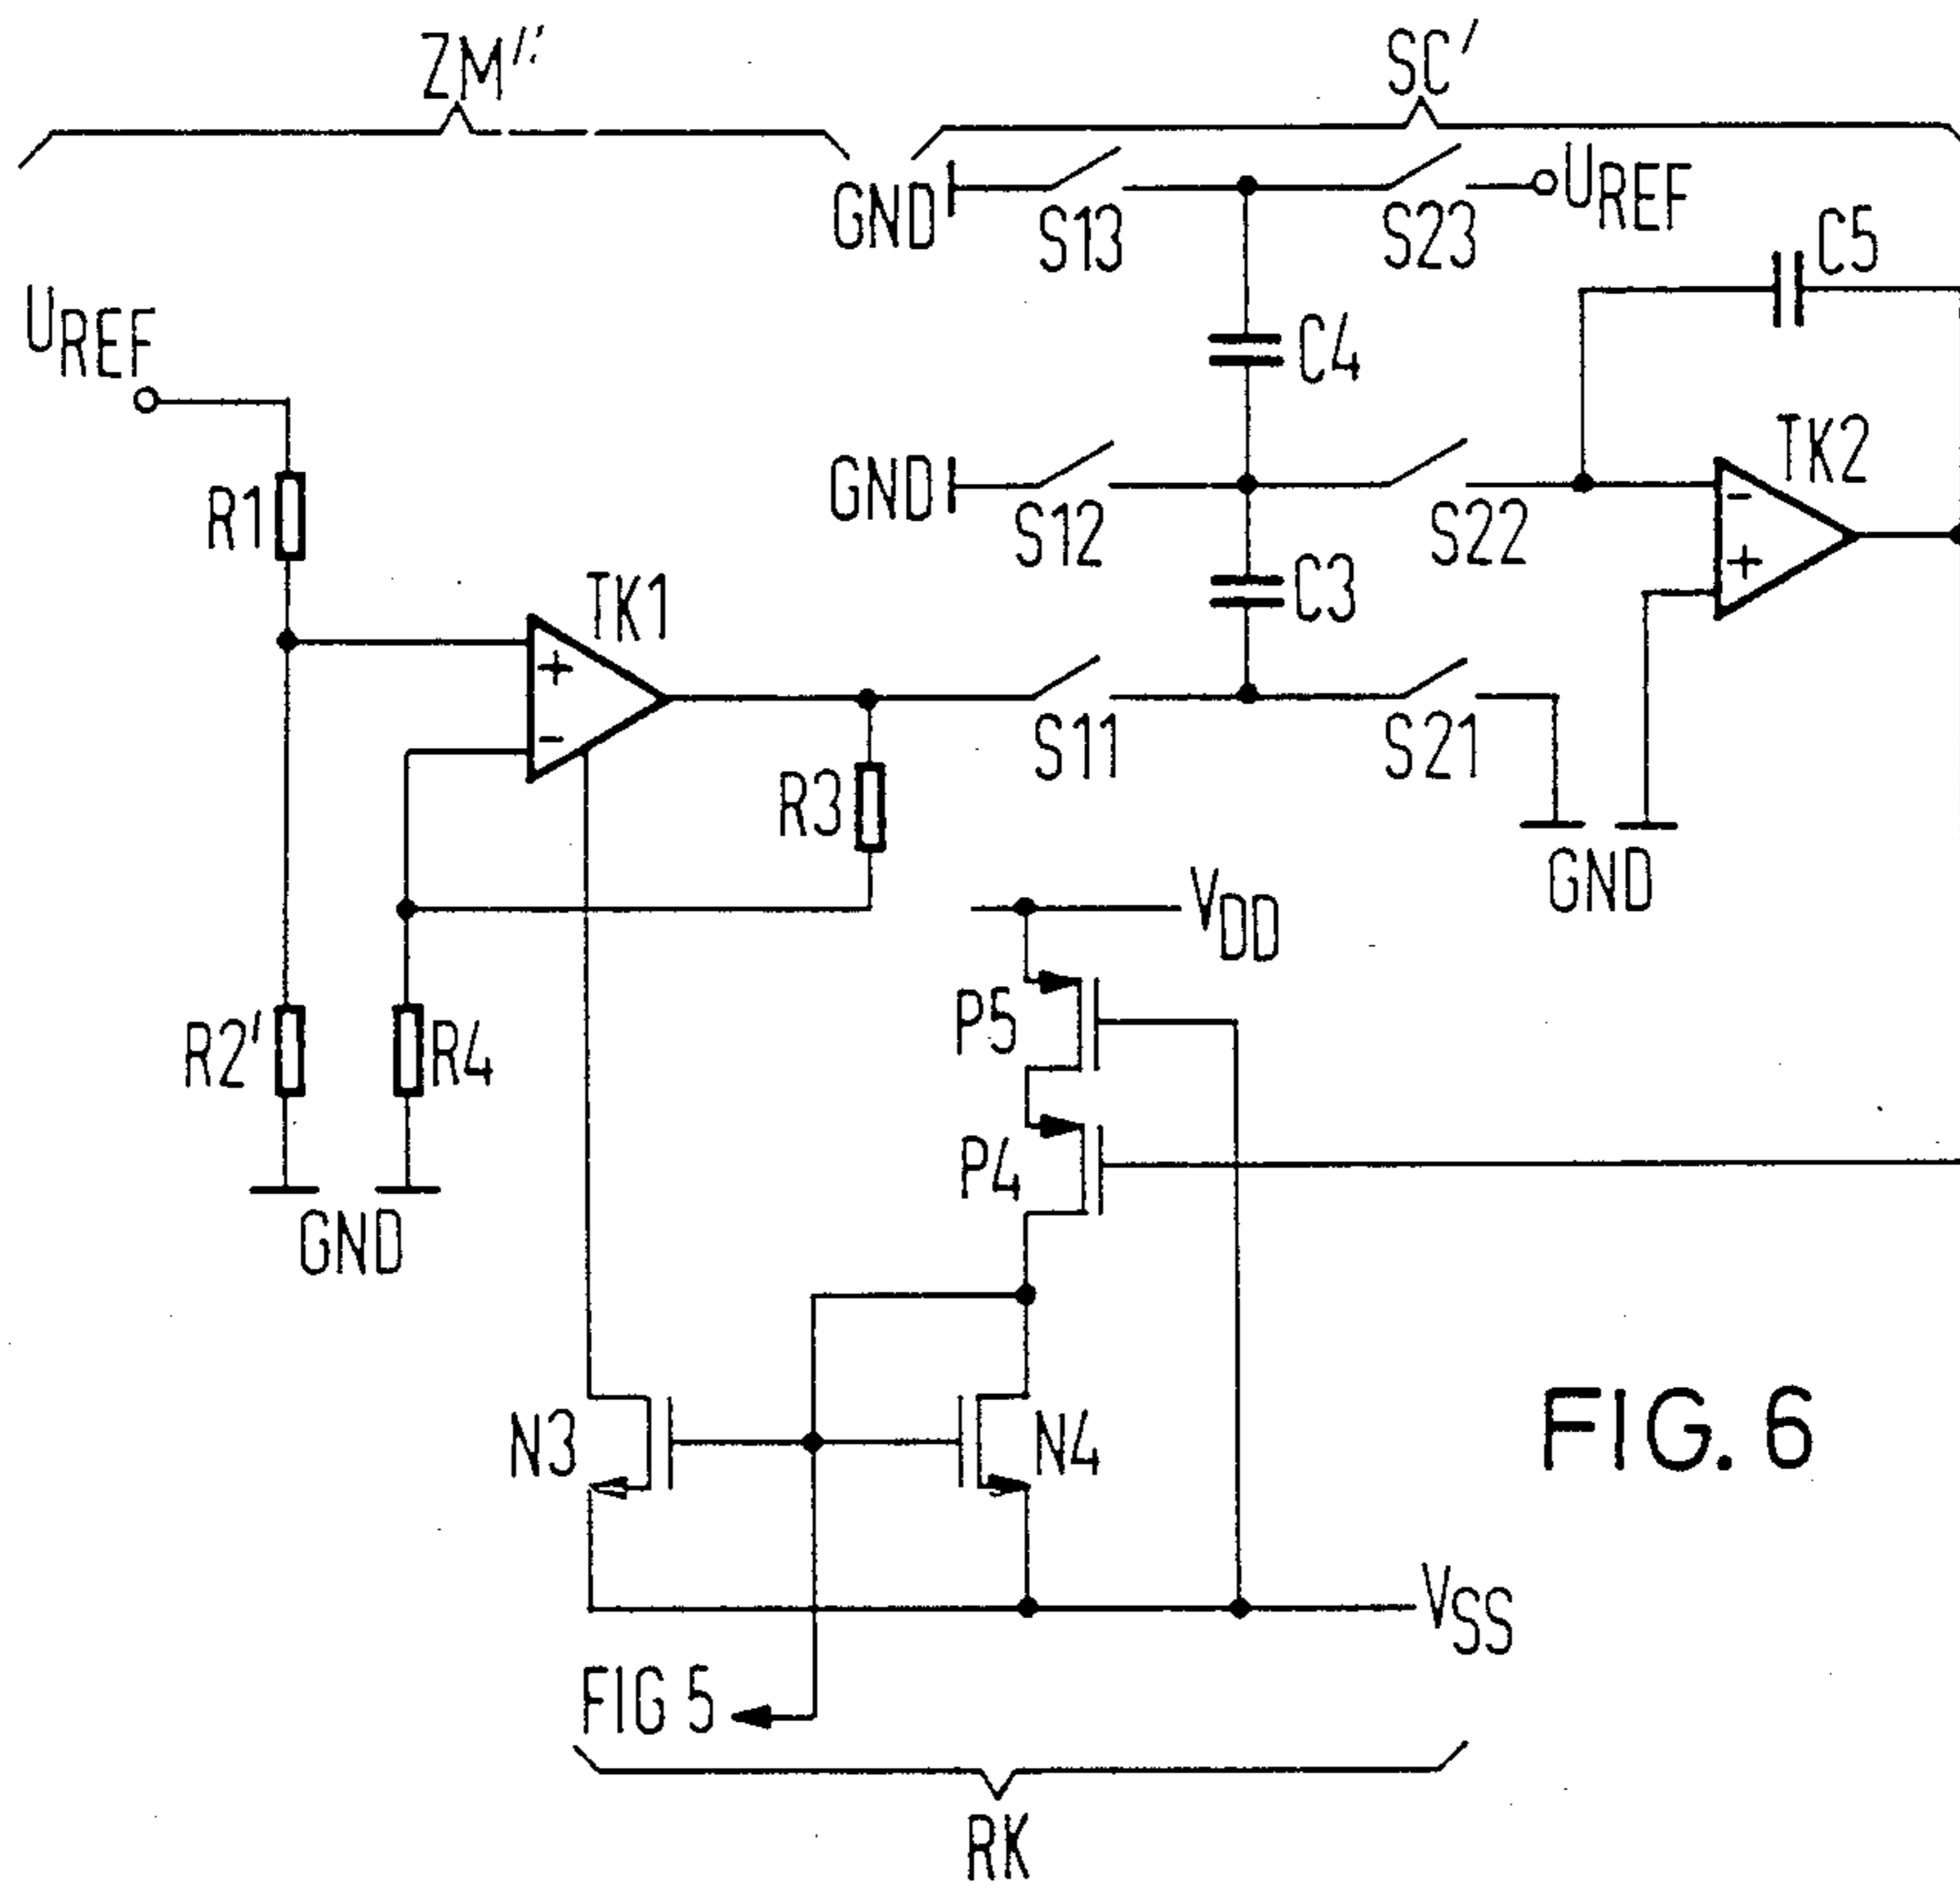 ZM''
SC'
GND
S13
S23
UREF
C5
UREF
C4
R1
GND
S12
S22
TK2
-
+
C3
TK1
+
-
S11
S21
R3
GND
VDD
P5
R2'
R4
P4
GND
N3
N4
FIG. 6
VSS
FIG 5
RK